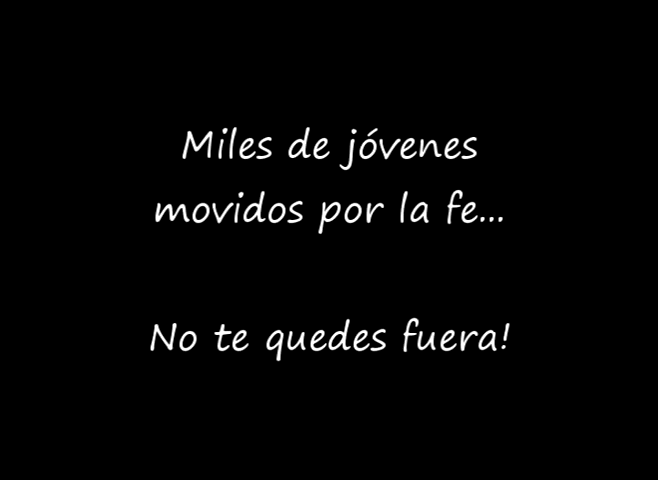 Miles de jóvenes
movidos por la fe...
No te quedes fuera!